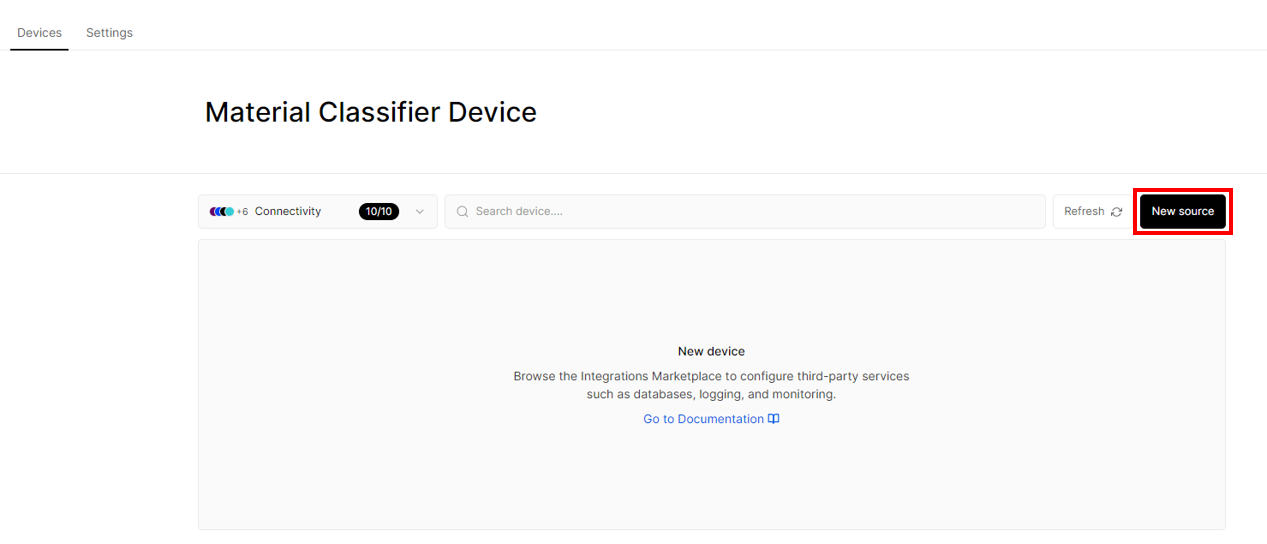 Devices Settings
Material Classifier Device
+6 Connectivity 10/10 Search device.... Refresh New source
New device
Browse the Integrations Marketplace to configure third-party services
such as databases, logging, and monitoring.
Go to Documentation